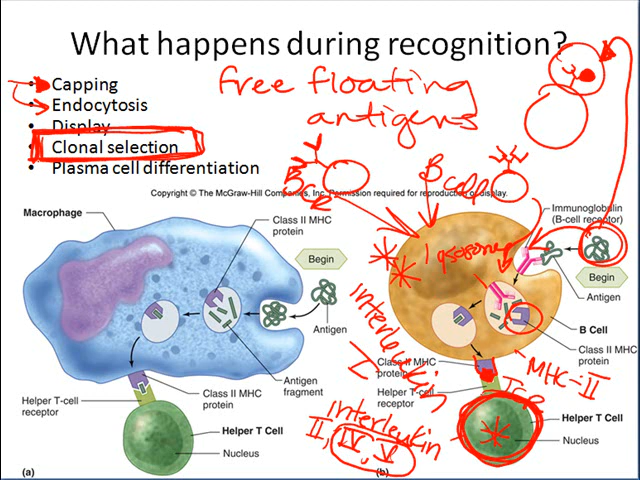 What happens during recognition?
• Capping
• Endocytosis
• Display
• Clonal selection
• Plasma cell differentiation
free floating
antigens
BCR
B cell
Copyright © The McGraw-Hill Companies, Inc. Permission required for reproduction or display.
Macrophage
Class II MHC
protein
Begin
Antigen
Antigen
fragment
Class II MHC
protein
Helper T-cell
receptor
Helper T Cell
Nucleus
(a)
Immunoglobulin
(B-cell receptor)
Begin
Antigen
lysosome
B Cell
Class II MHC
protein
MHC-II
interleukin
I
Class II MHC
protein
Helper T-cell
TCR
interleukin
II, IV, V
Helper T Cell
Nucleus
(b)